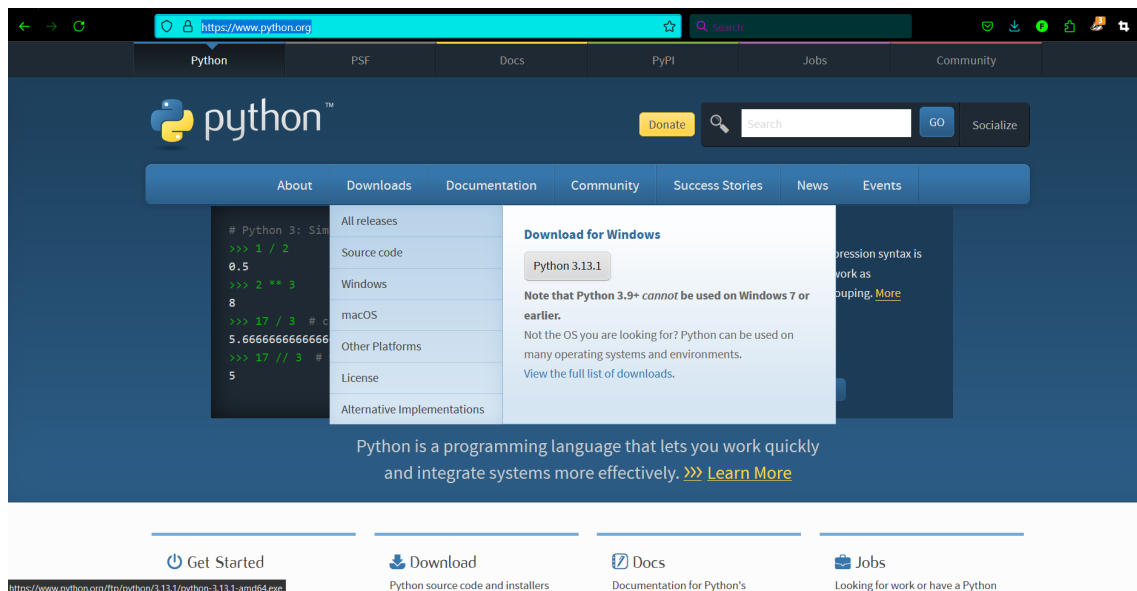 https://www.python.org
Search
3
Python
PSF
Docs
PyPI
Jobs
Community
python™
Donate
Search
GO
Socialize
About
Downloads
Documentation
Community
Success Stories
News
Events
# Python 3: Sim
>>> 1 / 2
0.5
>>> 2 ** 3
8
>>> 17 / 3 # c
5.666666666666
>>> 17 // 3 #
5
All releases
Source code
Windows
macOS
Other Platforms
License
Alternative Implementations
Download for Windows
Python 3.13.1
Note that Python 3.9+ cannot be used on Windows 7 or
earlier.
Not the OS you are looking for? Python can be used on
many operating systems and environments.
View the full list of downloads.
pression syntax is
work as
ouping. More
Python is a programming language that lets you work quickly
and integrate systems more effectively. >>> Learn More
Get Started
Download
Python source code and installers
Docs
Documentation for Python's
Jobs
Looking for work or have a Python
https://www.python.org/ftp/python/3.13.1/python-3.13.1-amd64.exe